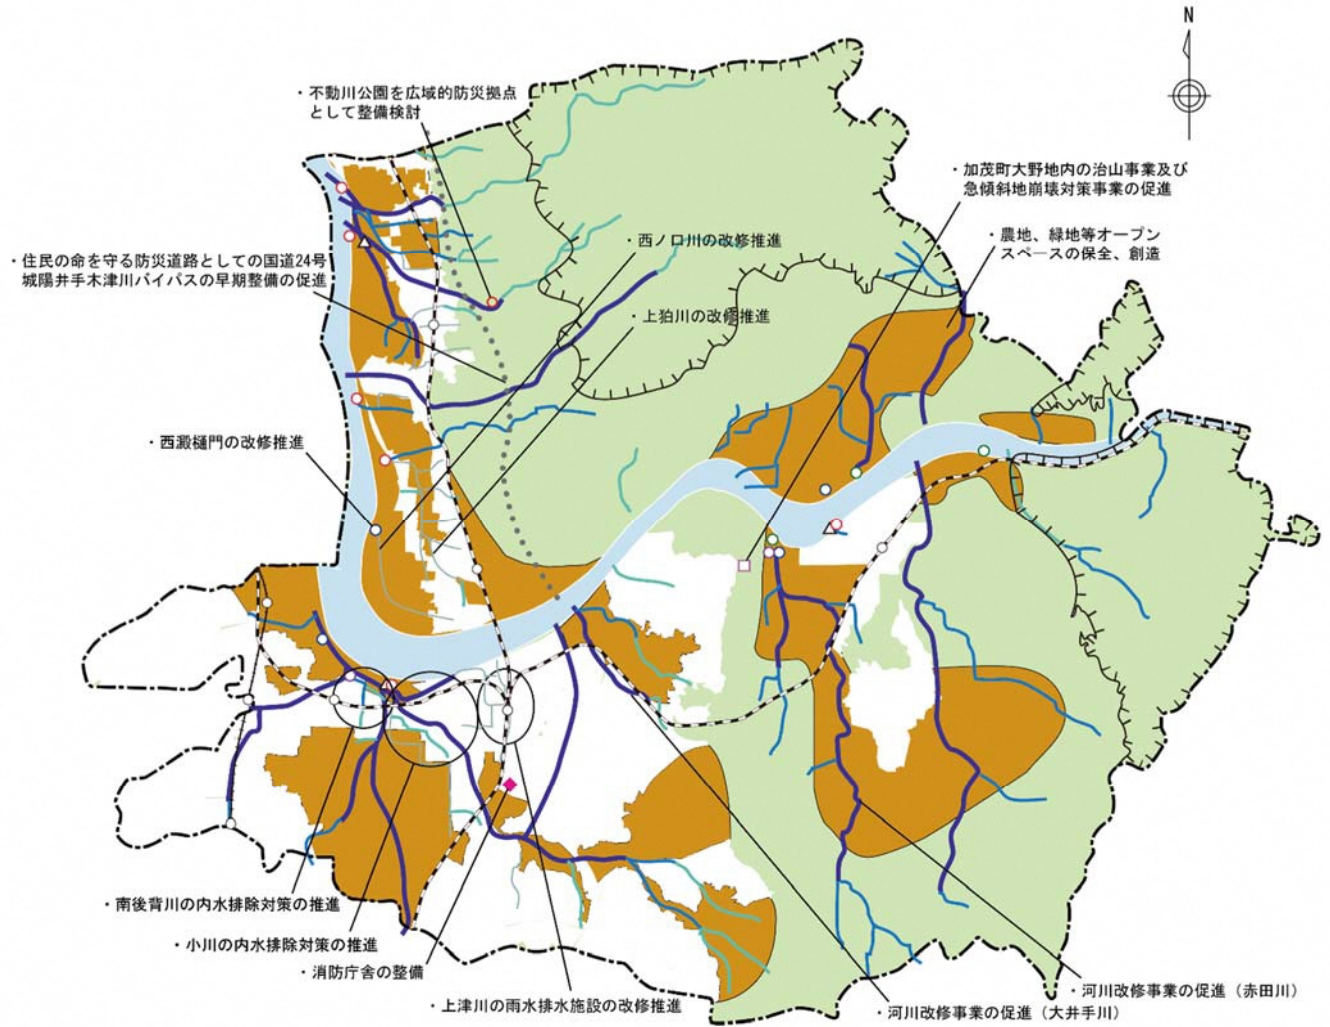 N
・不動川公園を広域的防災拠点
として整備検討
・加茂町大野地内の治山事業及び
急傾斜地崩壊対策事業の促進
・農地、緑地等オープン
スペースの保全、創造
・西ノ口川の改修推進
・住民の命を守る防災道路としての国道24号
城陽井手木津川バイパスの早期整備の促進
・上狛川の改修推進
・西澱樋門の改修推進
・南後背川の内水排除対策の推進
・小川の内水排除対策の推進
・消防庁舎の整備
・上津川の雨水排水施設の改修推進
・河川改修事業の促進（赤田川）
・河川改修事業の促進（大井手川）